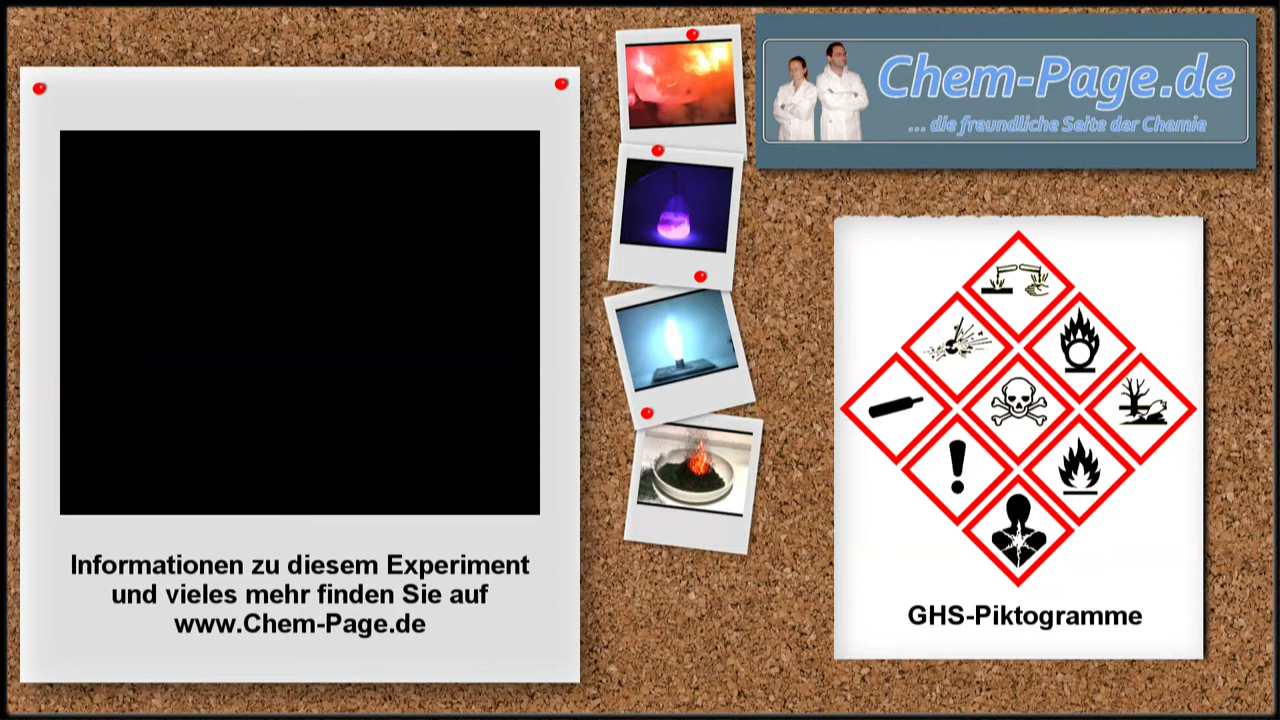 Chem-Page.de
... die freundliche Seite der Chemie
Informationen zu diesem Experiment
und vieles mehr finden Sie auf
www.Chem-Page.de
GHS-Piktogramme